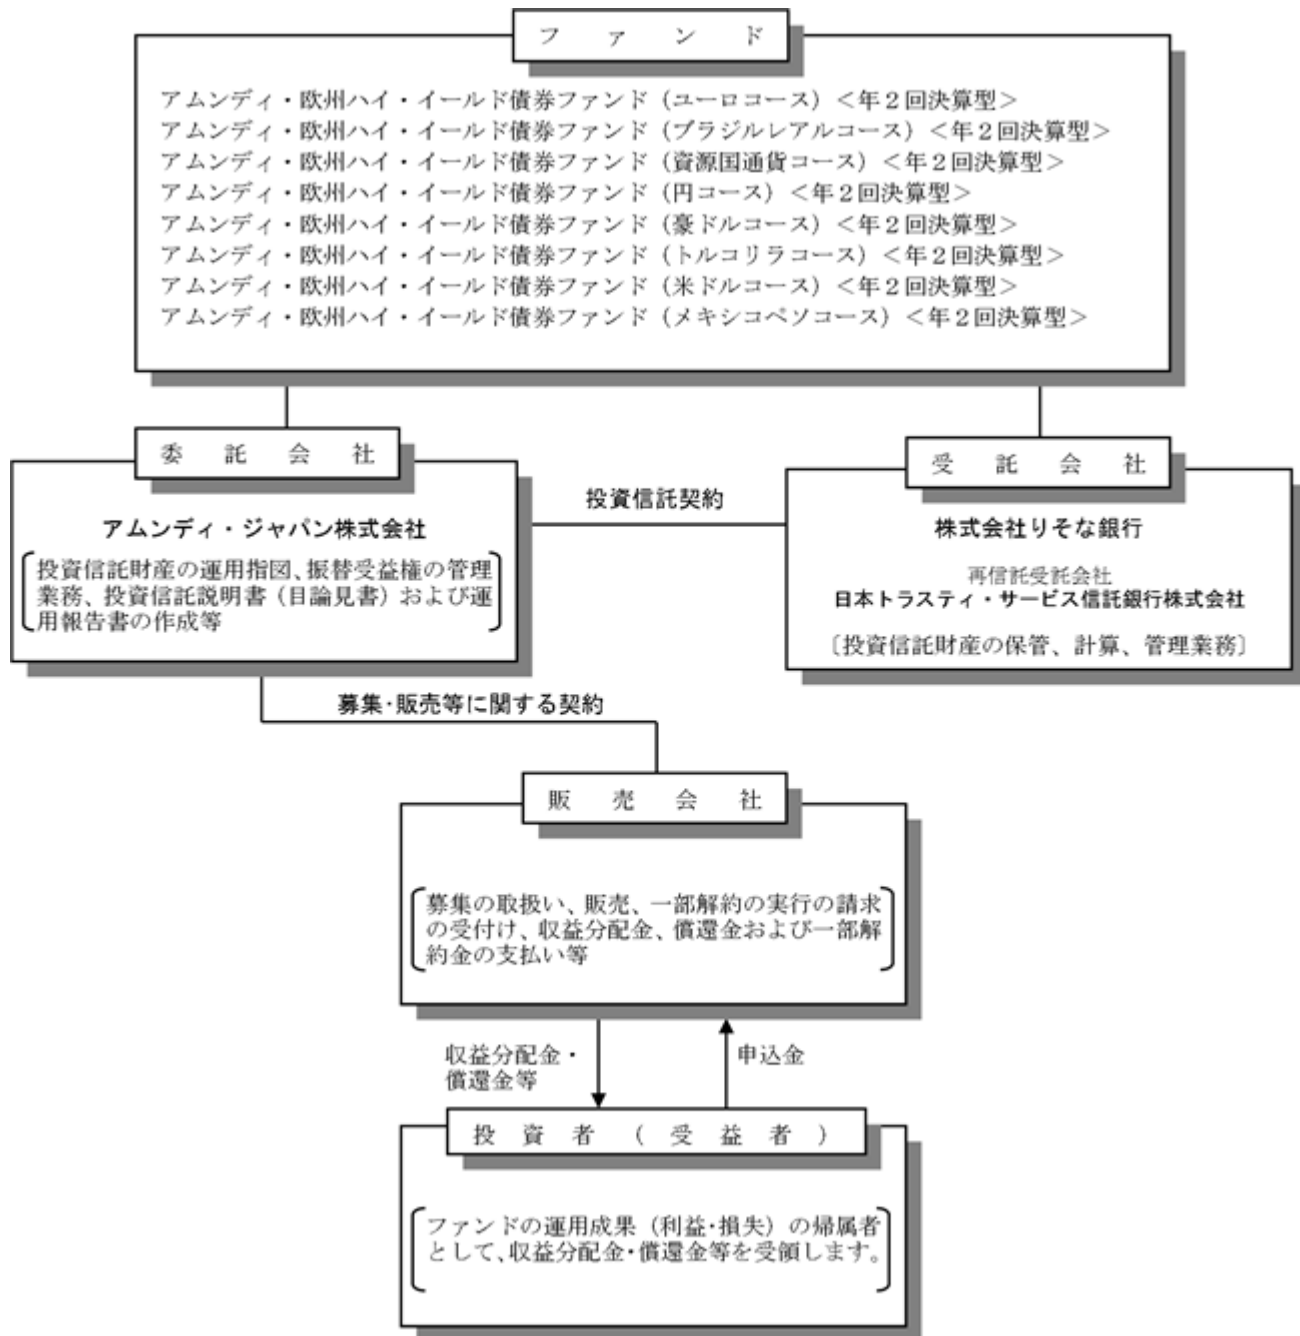 ファンド
アムンディ・欧州ハイ・イールド債券ファンド（ユーロコース）＜年２回決算型＞
アムンディ・欧州ハイ・イールド債券ファンド（ブラジルレアルコース）＜年２回決算型＞
アムンディ・欧州ハイ・イールド債券ファンド（資源国通貨コース）＜年２回決算型＞
アムンディ・欧州ハイ・イールド債券ファンド（円コース）＜年２回決算型＞
アムンディ・欧州ハイ・イールド債券ファンド（豪ドルコース）＜年２回決算型＞
アムンディ・欧州ハイ・イールド債券ファンド（トルコリラコース）＜年２回決算型＞
アムンディ・欧州ハイ・イールド債券ファンド（米ドルコース）＜年２回決算型＞
アムンディ・欧州ハイ・イールド債券ファンド（メキシコペソコース）＜年２回決算型＞
委託会社
アムンディ・ジャパン株式会社
投資信託財産の運用指図、振替受益権の管理
業務、投資信託説明書（目論見書）および運
用報告書の作成等
投資信託契約
受託会社
株式会社りそな銀行
再信託受託会社
日本トラスティ・サービス信託銀行株式会社
〔投資信託財産の保管、計算、管理業務〕
募集・販売等に関する契約
販売会社
募集の取扱い、販売、一部解約の実行の請求
の受付け、収益分配金、償還金および一部解
約金の支払い等
収益分配金・
償還金等
申込金
投資者（受益者）
ファンドの運用成果（利益・損失）の帰属者
として、収益分配金・償還金等を受領します。